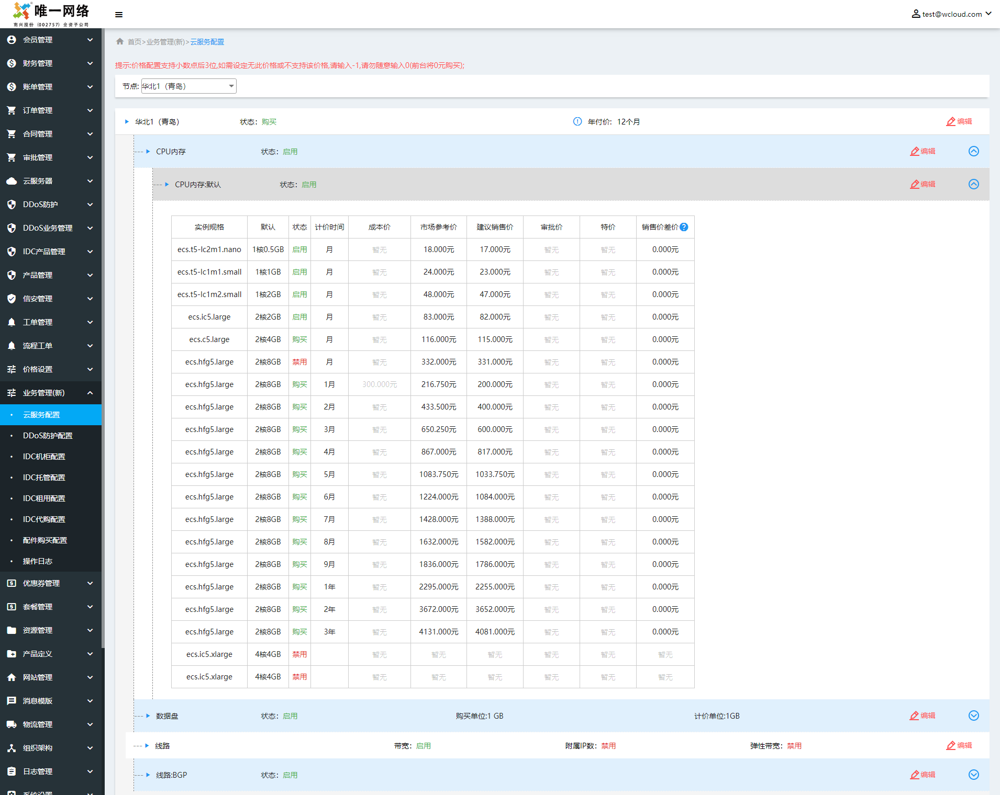 唯一网络
南兴股份（002757）全资子公司
test@wcloud.com
会员管理
财务管理
账单管理
订单管理
合同管理
审批管理
云服务器
DDoS防护
DDoS业务管理
IDC产品管理
产品管理
信安管理
工单管理
流程工单
价格设置
业务管理(新)
云服务配置
DDoS防护配置
IDC机柜配置
IDC托管配置
IDC租用配置
IDC代购配置
配件购买配置
操作日志
优惠券管理
套餐管理
资源管理
产品定义
网站管理
消息模版
物流管理
组织架构
日志管理
系统设置
首页>业务管理(新)>云服务配置
提示:价格配置支持小数点后3位,如需设定无此价格或不支持该价格,请输入-1,请勿随意输入0(前台将0元购买);
节点: 华北1（青岛）
华北1（青岛） 状态：购买 年付价：12个月 编辑
CPU内存 状态：启用 编辑
CPU内存:默认 状态：启用 编辑
实例规格 默认 状态 计价时间 成本价 市场参考价 建议销售价 审批价 特价 销售价差价
ecs.t5-lc2m1.nano 1核0.5GB 启用 月 暂无 18.000元 17.000元 暂无 暂无 0.000元
ecs.t5-lc1m1.small 1核1GB 启用 月 暂无 24.000元 23.000元 暂无 暂无 0.000元
ecs.t5-lc1m2.small 1核2GB 启用 月 暂无 48.000元 47.000元 暂无 暂无 0.000元
ecs.ic5.large 2核2GB 启用 月 暂无 83.000元 82.000元 暂无 暂无 0.000元
ecs.c5.large 2核4GB 购买 月 暂无 116.000元 115.000元 暂无 暂无 0.000元
ecs.hfg5.large 2核8GB 禁用 月 暂无 332.000元 331.000元 暂无 暂无 0.000元
ecs.hfg5.large 2核8GB 购买 1月 300.000元 216.750元 200.000元 暂无 暂无 0.000元
ecs.hfg5.large 2核8GB 购买 2月 暂无 433.500元 400.000元 暂无 暂无 0.000元
ecs.hfg5.large 2核8GB 购买 3月 暂无 650.250元 600.000元 暂无 暂无 0.000元
ecs.hfg5.large 2核8GB 购买 4月 暂无 867.000元 817.000元 暂无 暂无 0.000元
ecs.hfg5.large 2核8GB 购买 5月 暂无 1083.750元 1033.750元 暂无 暂无 0.000元
ecs.hfg5.large 2核8GB 购买 6月 暂无 1224.000元 1084.000元 暂无 暂无 0.000元
ecs.hfg5.large 2核8GB 购买 7月 暂无 1428.000元 1388.000元 暂无 暂无 0.000元
ecs.hfg5.large 2核8GB 购买 8月 暂无 1632.000元 1582.000元 暂无 暂无 0.000元
ecs.hfg5.large 2核8GB 购买 9月 暂无 1836.000元 1786.000元 暂无 暂无 0.000元
ecs.hfg5.large 2核8GB 购买 1年 暂无 2295.000元 2255.000元 暂无 暂无 0.000元
ecs.hfg5.large 2核8GB 购买 2年 暂无 3672.000元 3652.000元 暂无 暂无 0.000元
ecs.hfg5.large 2核8GB 购买 3年 暂无 4131.000元 4081.000元 暂无 暂无 0.000元
ecs.ic5.xlarge 4核4GB 禁用 暂无 暂无 暂无 暂无 暂无 暂无
ecs.ic5.xlarge 4核4GB 禁用 暂无 暂无 暂无 暂无 暂无 暂无
数据盘 状态：启用 购买单位:1 GB 计价单位:1GB 编辑
线路 带宽：启用 附属IP数：禁用 弹性带宽：禁用 编辑
线路:BGP 状态：启用 编辑